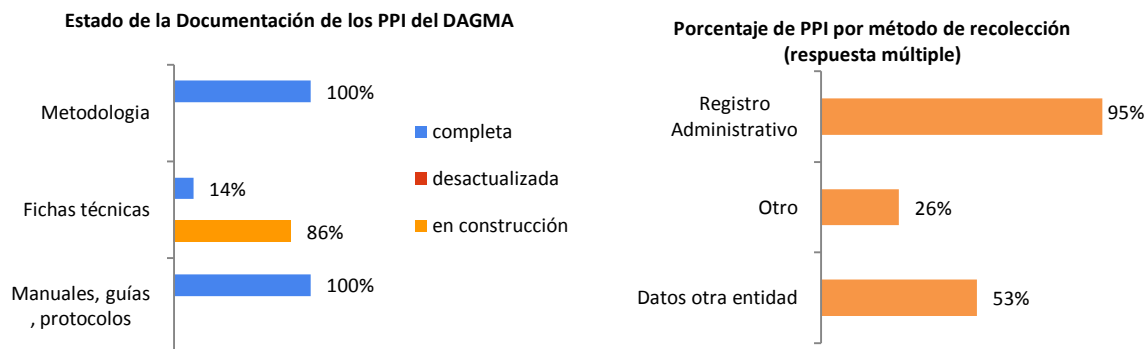 Estado de la Documentación de los PPI del DAGMA
Metodologia
100%
Fichas técnicas
14%
86%
Manuales, guías
, protocolos
100%
completa
desactualizada
en construcción
Porcentaje de PPI por método de recolección
(respuesta múltiple)
Registro
Administrativo
95%
Otro
26%
Datos otra entidad
53%